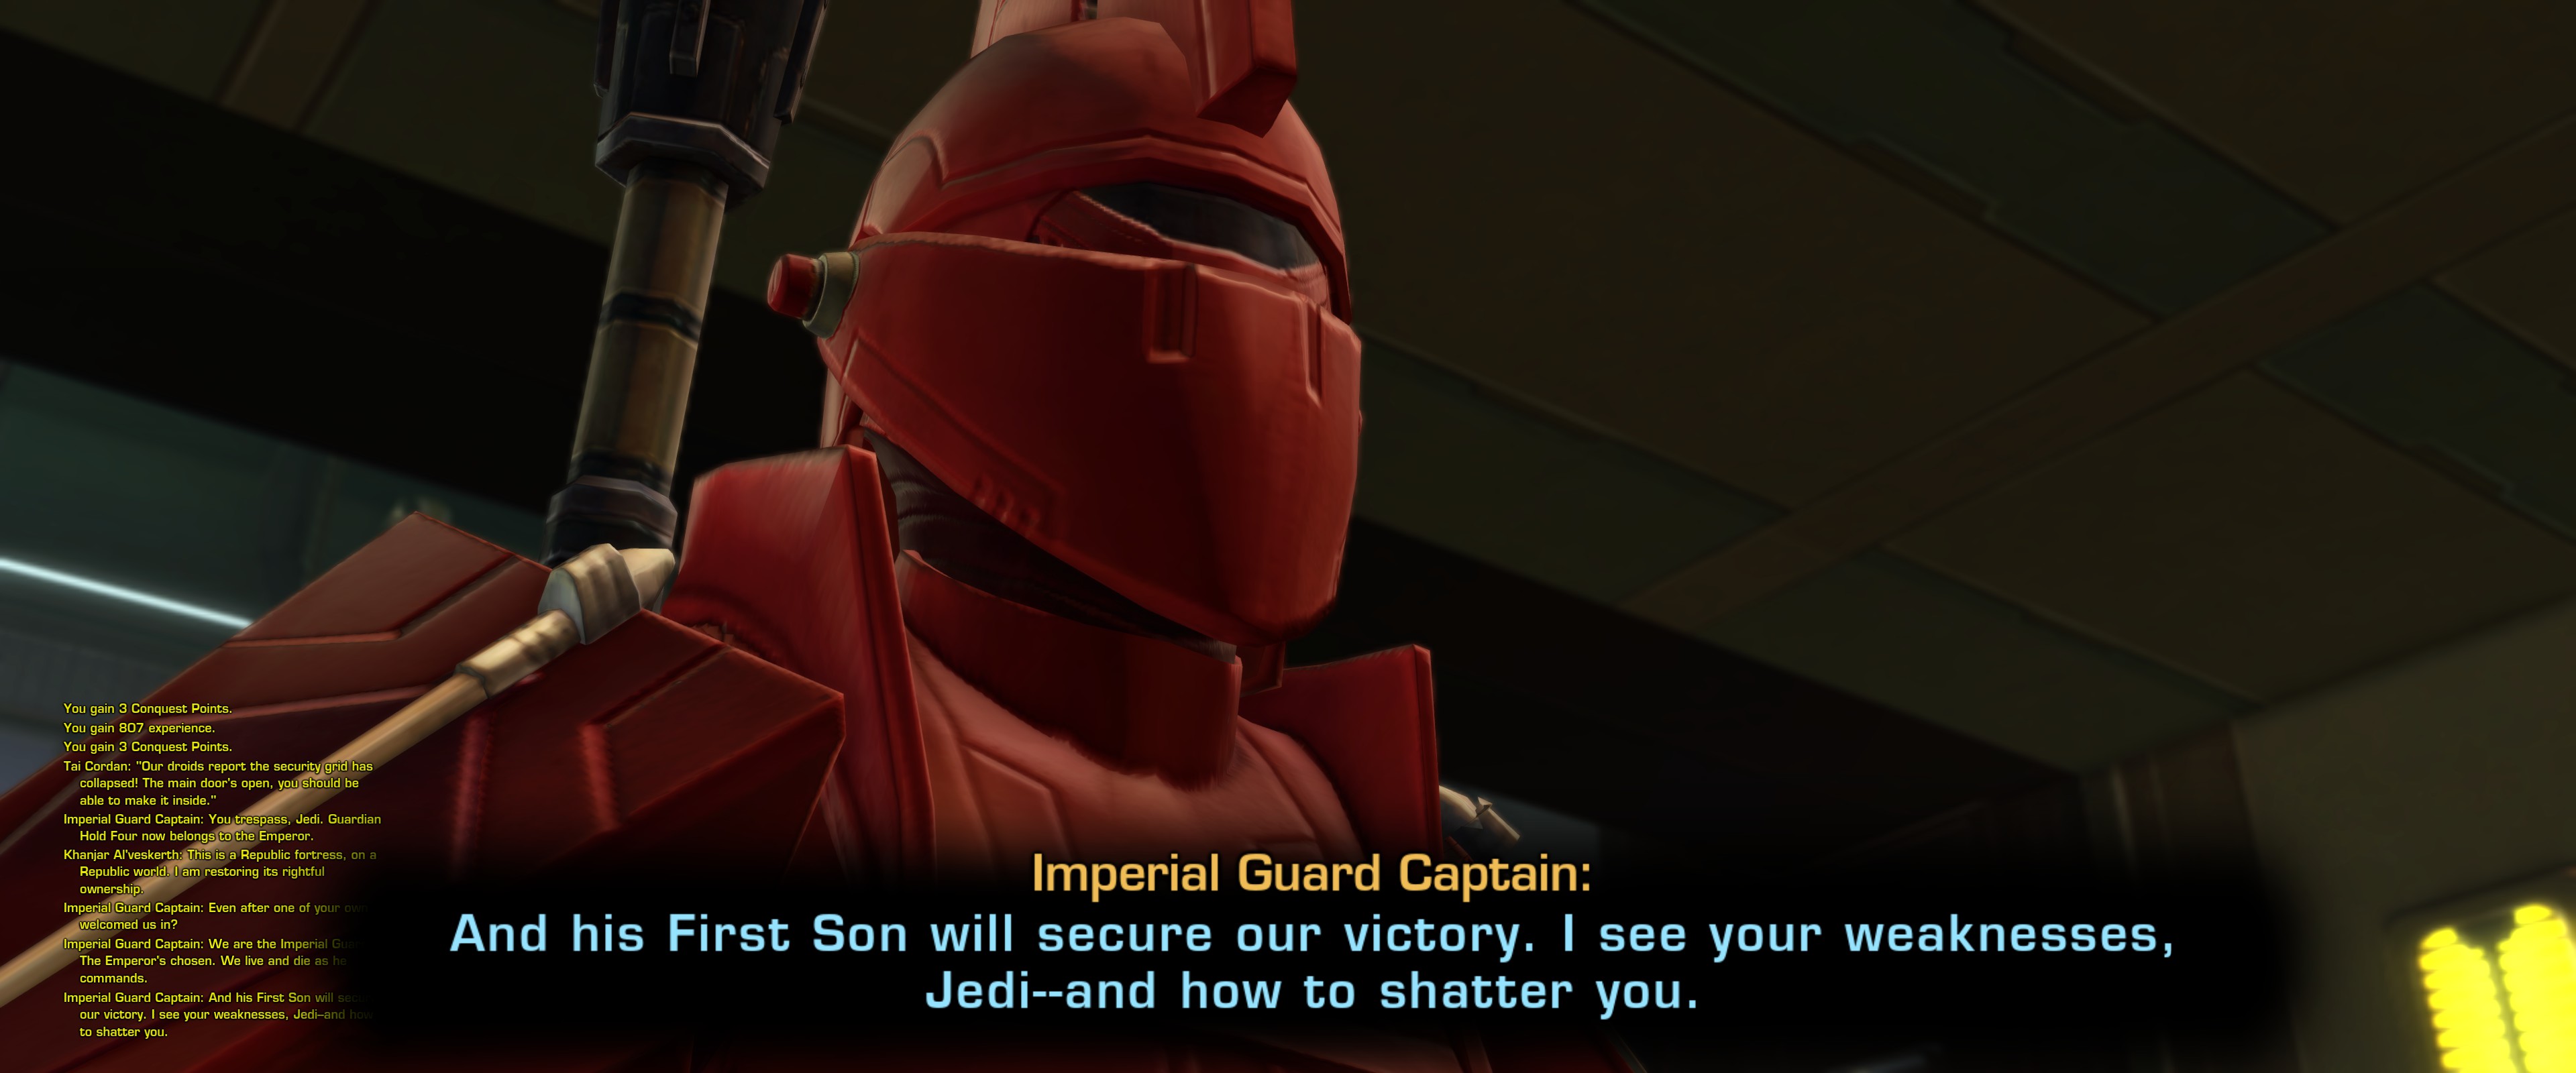 You gain 3 Conquest Points.
You gain 807 experience.
You gain 3 Conquest Points.
Tai Cordan: "Our droids report the security grid has
collapsed! The main door's open, you should be
able to make it inside."
Imperial Guard Captain: You trespass, Jedi. Guardian
Hold Four now belongs to the Emperor.
Khanjar Al'veskerth: This is a Republic fortress, on a
Republic world. I am restoring its rightful
ownership.
Imperial Guard Captain: Even after one of your own
welcomed us in?
Imperial Guard Captain: We are the Imperial Guard.
The Emperor's chosen. We live and die as he
commands.
Imperial Guard Captain: And his First Son will secure
our victory. I see your weaknesses, Jedi--and how
to shatter you.
Imperial Guard Captain:
And his First Son will secure our victory. I see your weaknesses,
Jedi--and how to shatter you.